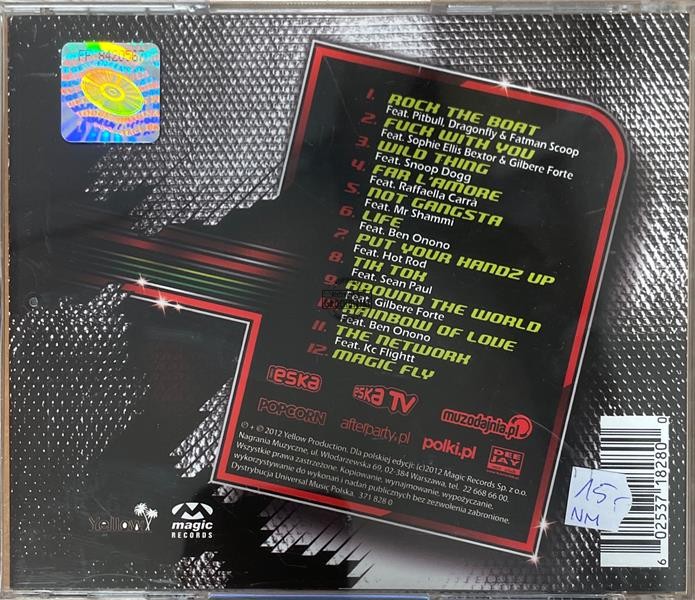 FF 8420567
1. ROCK THE BOAT
Feat. Pitbull, Dragonfly & Fatman Scoop
2. FUCK WITH YOU
Feat. Sophie Ellis Bextor & Gilbere Forte
3. WILD THING
Feat. Snoop Dogg
4. FAR L'AMORE
Feat. Raffaella Carrà
5. NOT GANGSTA
Feat. Mr Shammi
6. LIFE
Feat. Ben Onono
7. PUT YOUR HANDZ UP
Feat. Hot Rod
8. TIK TOK
Feat. Sean Paul
9. AROUND THE WORLD
Feat. Gilbere Forte
RAINBOW OF LOVE
Feat. Ben Onono
11. THE NETWORK
Feat. Kc Flightt
12. MAGIC FLY
ESKA
ESKA TV
muzodajnia.pl
POPCORN
afterparty.pl
polki.pl
DEEJAY
℗ + © 2012 Yellow Production. Dla polskiej edycji: (c)2012 Magic Records Sp. z o.o.
Nagrania Muzyczne, ul. Włodarzewska 69, 02-384 Warszawa, tel. 22 668 66 00.
Wszystkie prawa zastrzeżone. Kopiowanie, wynajmowanie, wypożyczanie,
wykorzystywanie do wykonań i nadań publicznych bez zezwolenia zabronione.
Dystrybucja Universal Music Polska. 371 828 0
Yellow
magic
RECORDS
15,-
NM
6 02537 18280 0